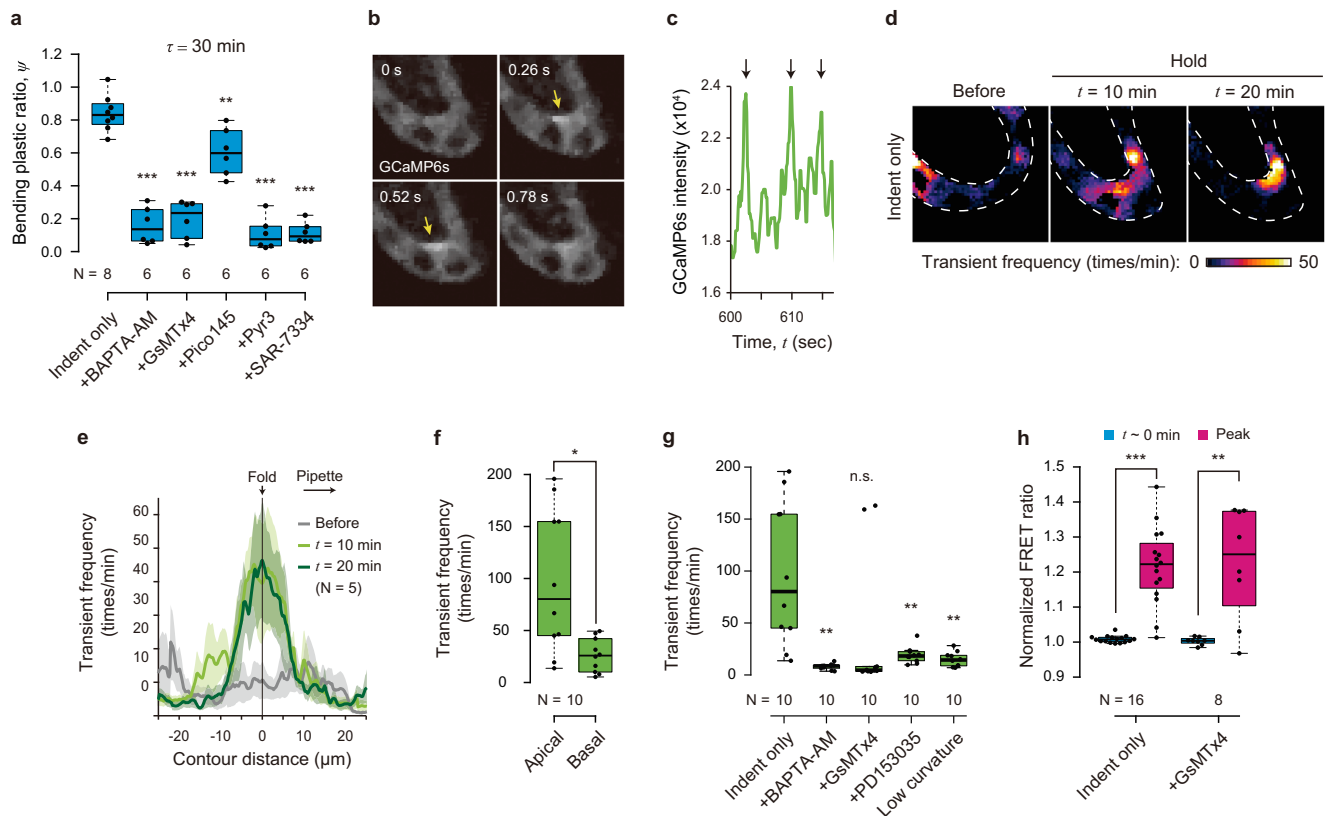 a
τ = 30 min
Bending plastic ratio, ψ
1.2
1.0
0.8
0.6
0.4
0.2
0.0
***
***
**
***
***
N = 8 6 6 6 6 6
Indent only
+BAPTA-AM
+GsMTx4
+Pico145
+Pyr3
+SAR-7334
b
0 s
0.26 s
GCaMP6s
0.52 s
0.78 s
c
GCaMP6s intensity (x10⁴)
2.4
2.2
2.0
1.8
1.6
600
610
Time, t (sec)
d
Hold
Before
t = 10 min
t = 20 min
Indent only
Transient frequency (times/min): 0 50
e
Fold
Pipette
Before
t = 10 min
t = 20 min
(N = 5)
Transient frequency
(times/min)
60
40
20
0
-20 -10 0 10 20
Contour distance (μm)
f
*
Transient frequency
(times/min)
200
150
100
50
0
N = 10
Apical
Basal
g
Transient frequency
(times/min)
200
150
100
50
0
**
n.s.
**
**
N = 10 10 10 10 10
Indent only
+BAPTA-AM
+GsMTx4
+PD153035
Low curvature
h
t ~ 0 min
Peak
Normalized FRET ratio
1.5
1.4
1.3
1.2
1.1
1.0
0.9
***
**
N = 16 8
Indent only
+GsMTx4